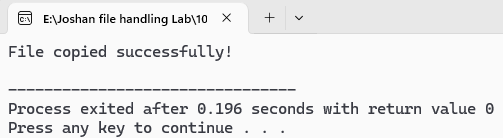 E:\Joshan file handling Lab\10
File copied successfully!
--------------------------------
Process exited after 0.196 seconds with return value 0
Press any key to continue . . .